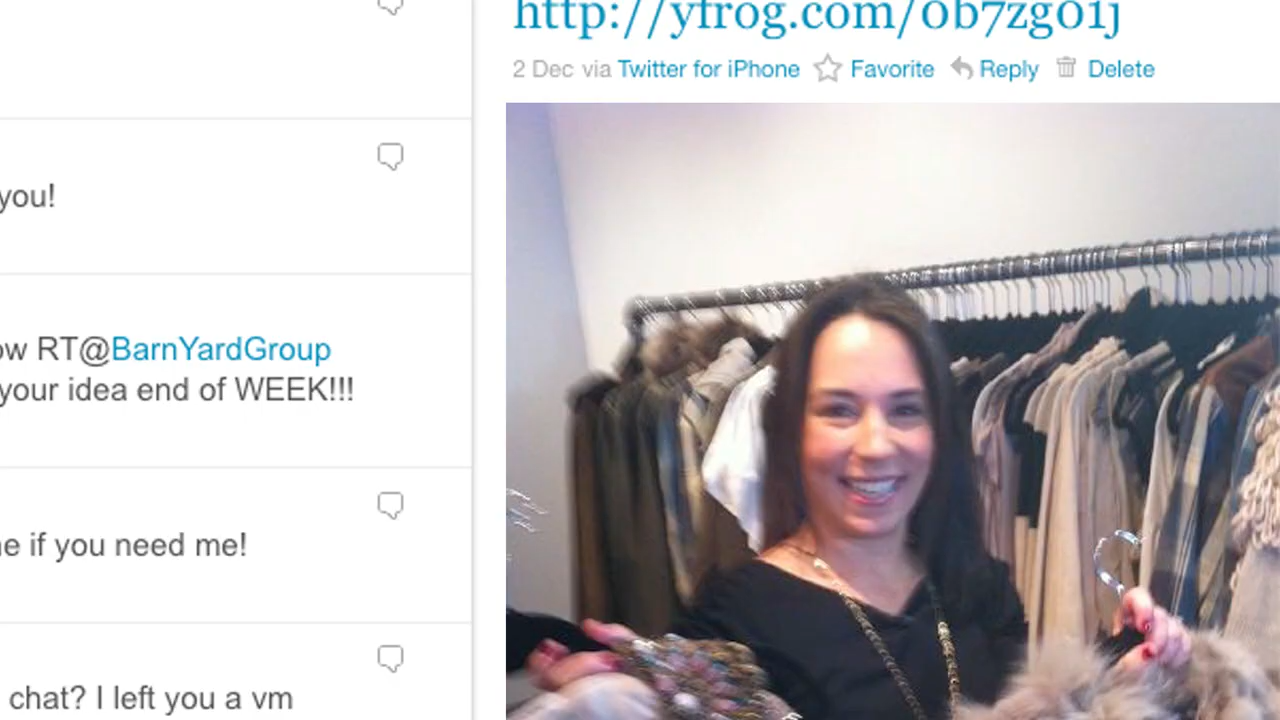 you!
ow RT@BarnYardGroup
your idea end of WEEK!!!
e if you need me!
chat? I left you a vm
http://yfrog.com/0b7zg01j
2 Dec via Twitter for iPhone Favorite Reply Delete